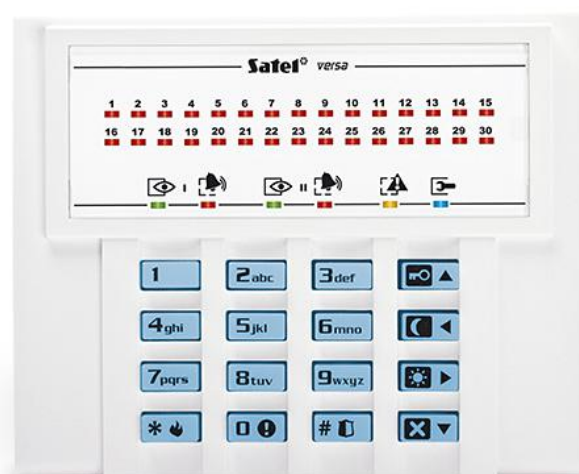 Satel® versa
1 2 3 4 5 6 7 8 9 10 11 12 13 14 15
16 17 18 19 20 21 22 23 24 25 26 27 28 29 30
I II
1 2abc 3def
4ghi 5jkl 6mno
7pqrs 8tuv 9wxyz
* 0 #